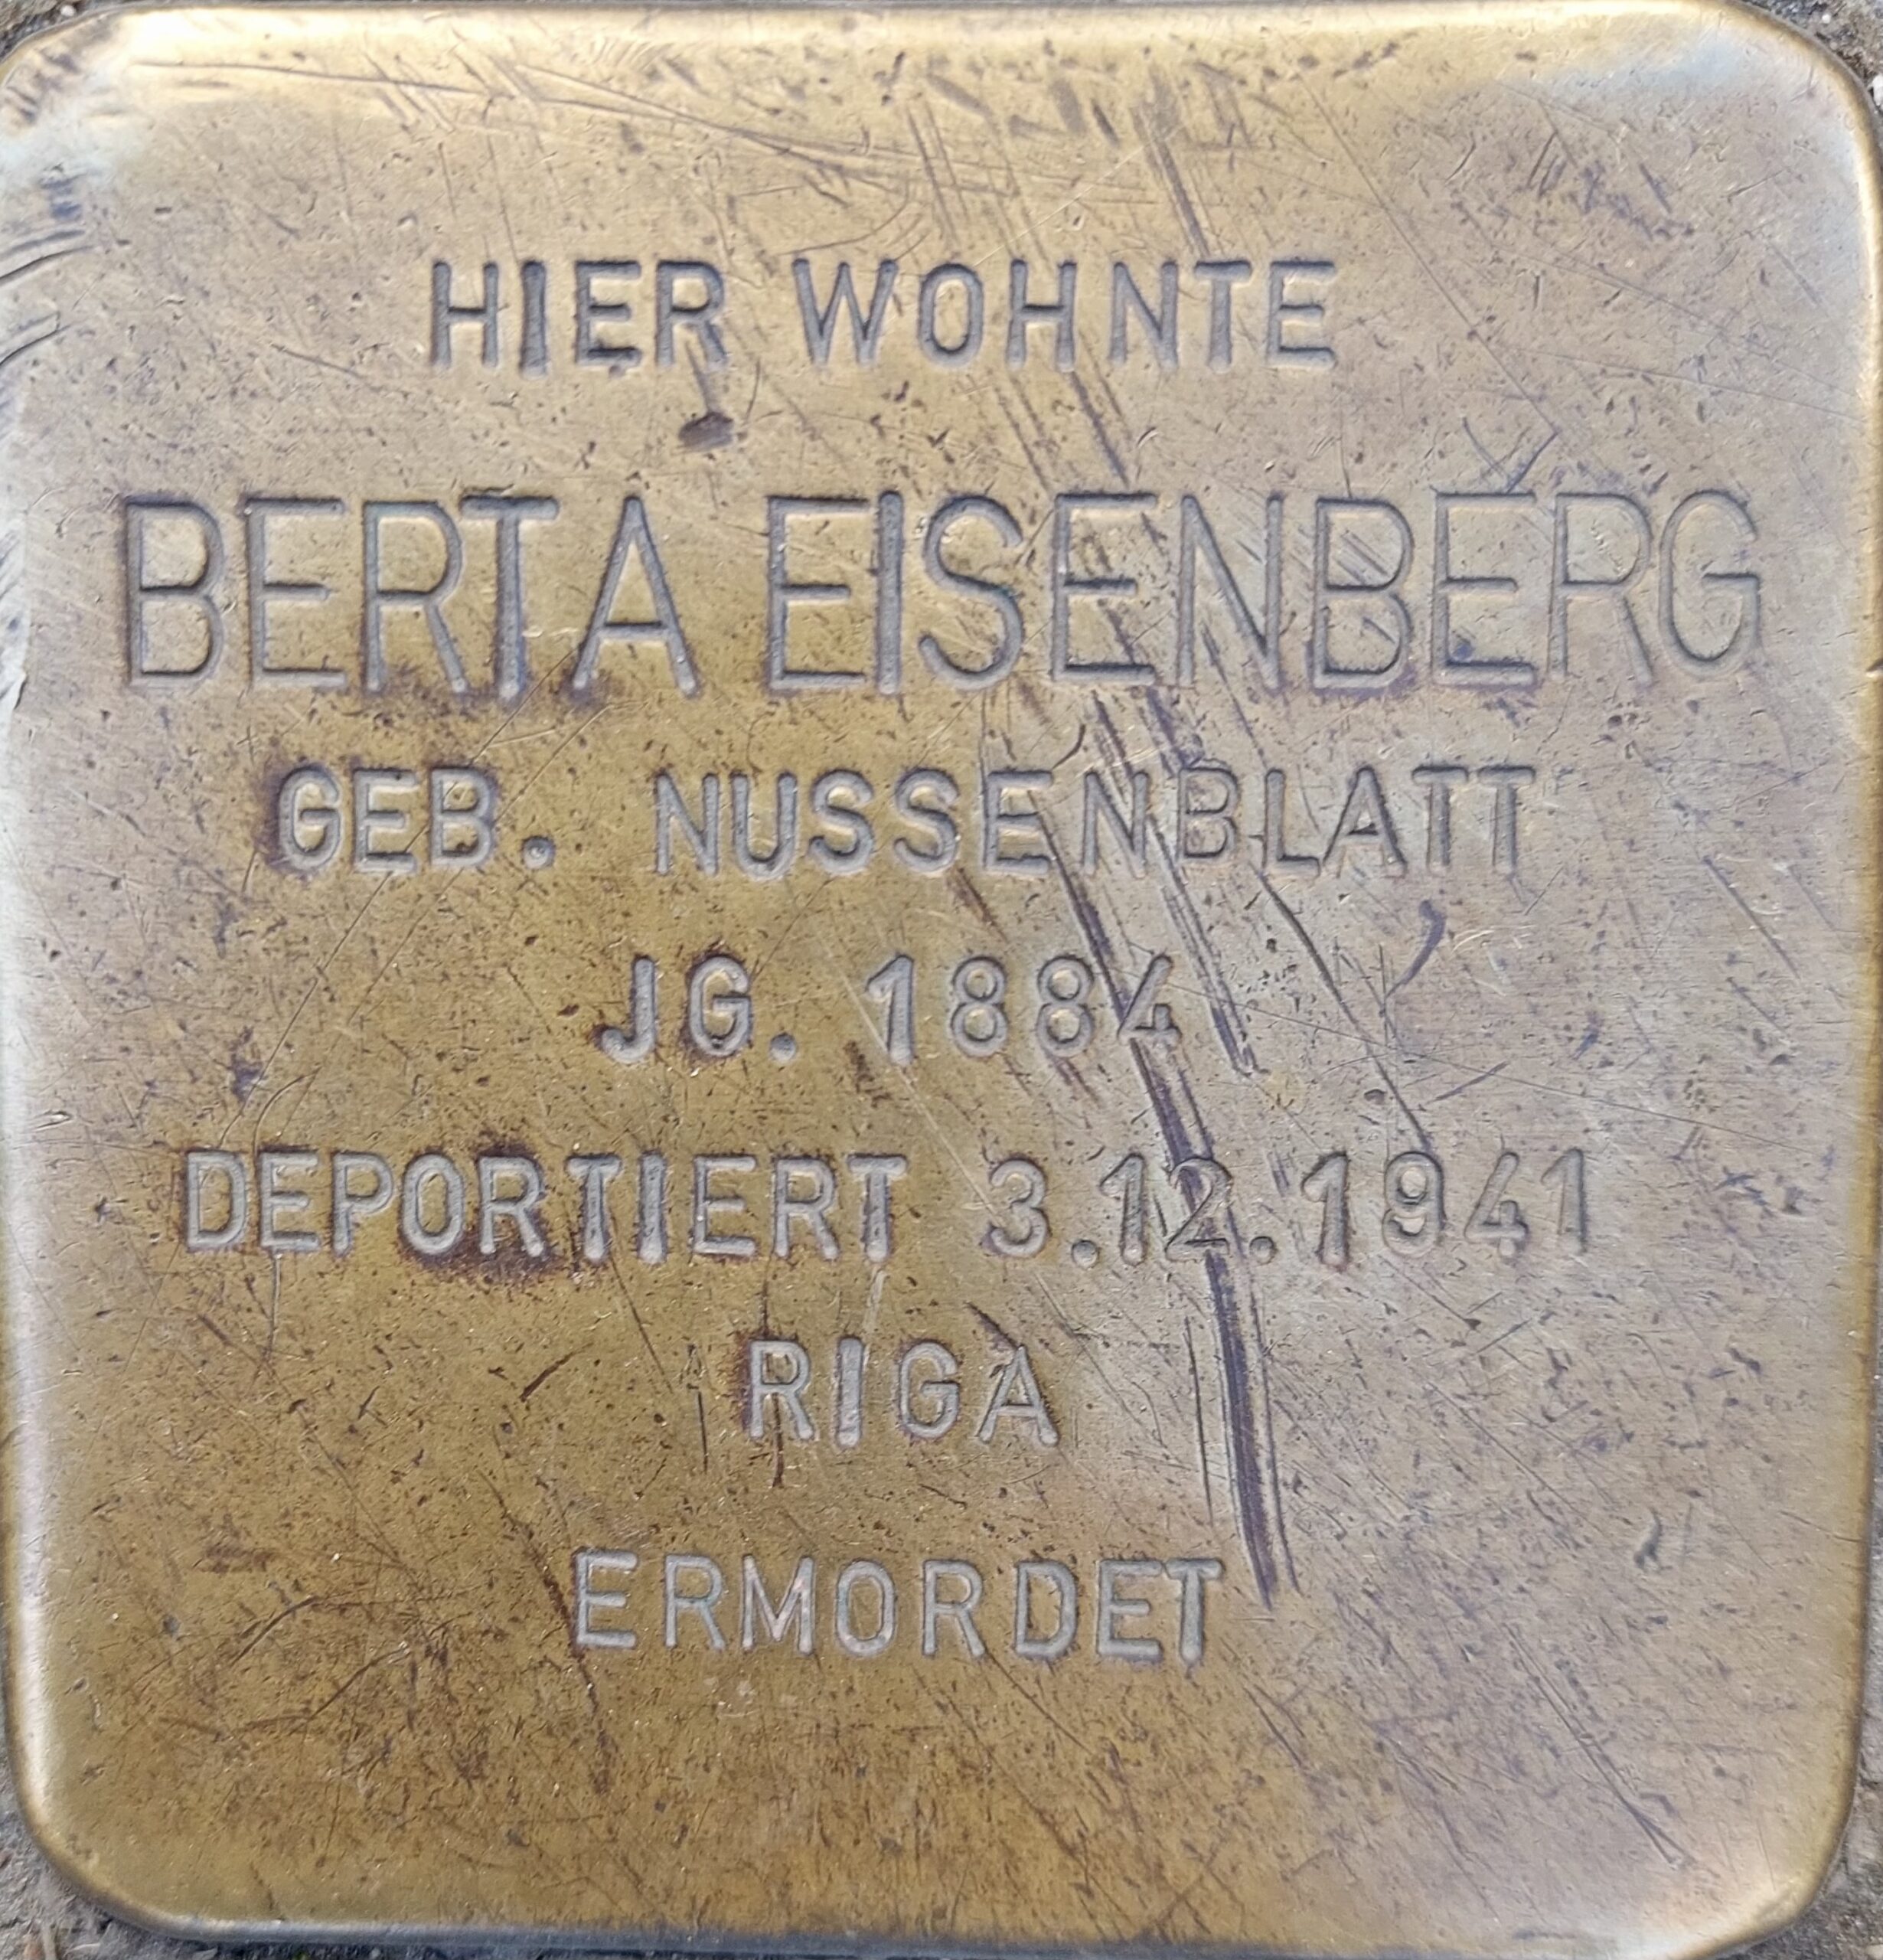 HIER WOHNTE
BERTA EISENBERG
GEB. NUSSENBLATT
JG. 1884
DEPORTIERT 3.12.1941
RIGA
ERMORDET